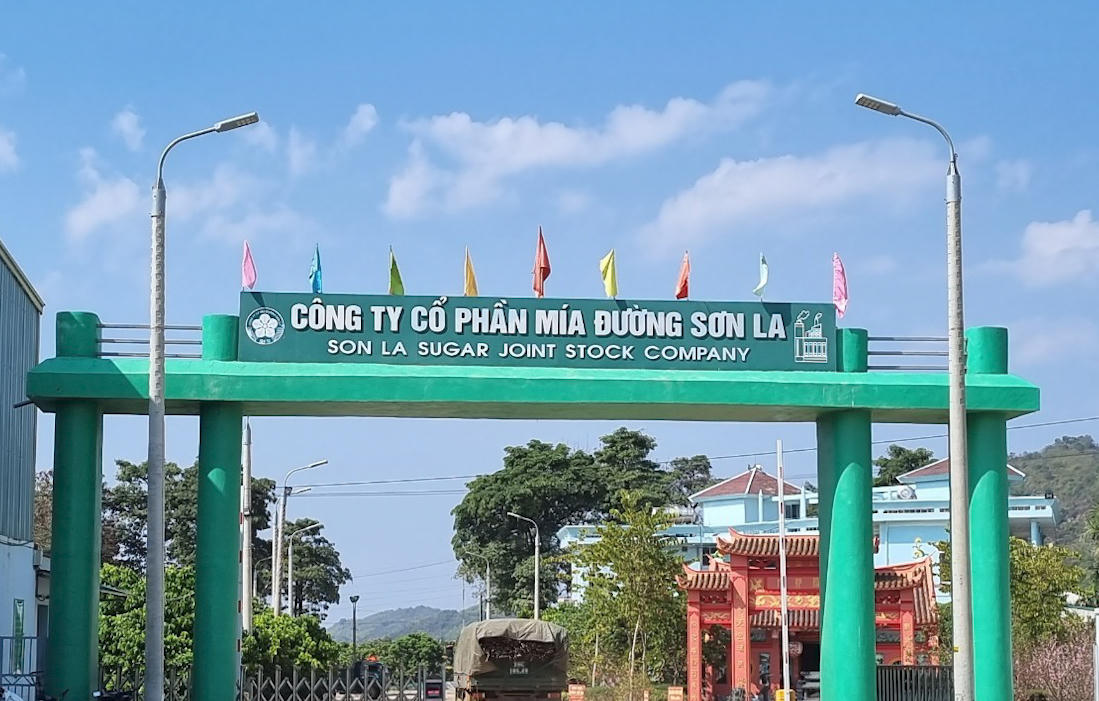 CÔNG TY CỔ PHẦN MÍA ĐƯỜNG SƠN LA
SON LA SUGAR JOINT STOCK COMPANY